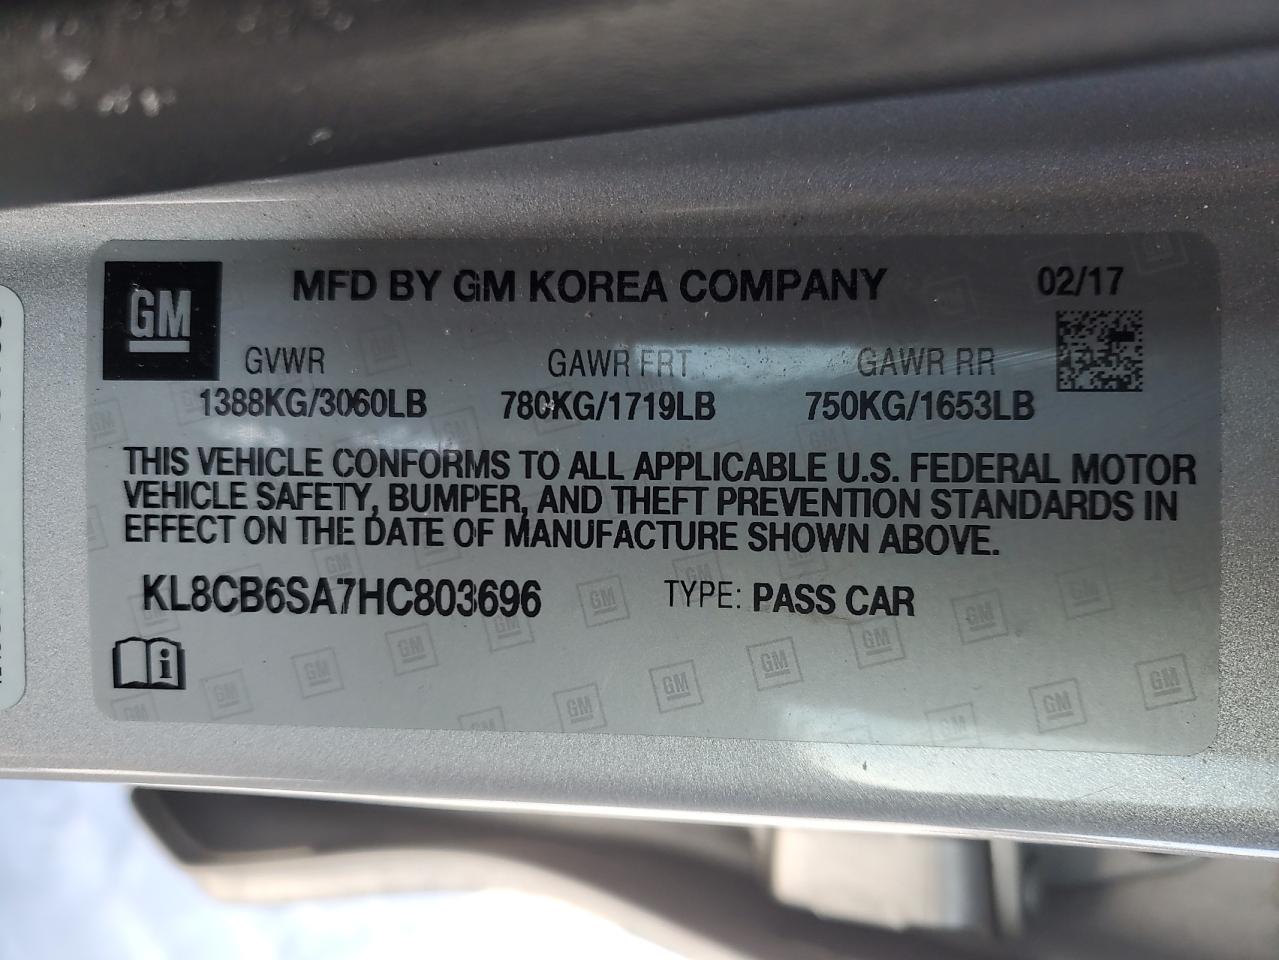 MFD BY GM KOREA COMPANY 02/17
GM
GVWR GAWR FRT GAWR RR
1388KG/3060LB 780KG/1719LB 750KG/1653LB
THIS VEHICLE CONFORMS TO ALL APPLICABLE U.S. FEDERAL MOTOR
VEHICLE SAFETY, BUMPER, AND THEFT PREVENTION STANDARDS IN
EFFECT ON THE DATE OF MANUFACTURE SHOWN ABOVE.
KL8CB6SA7HC803696 TYPE: PASS CAR